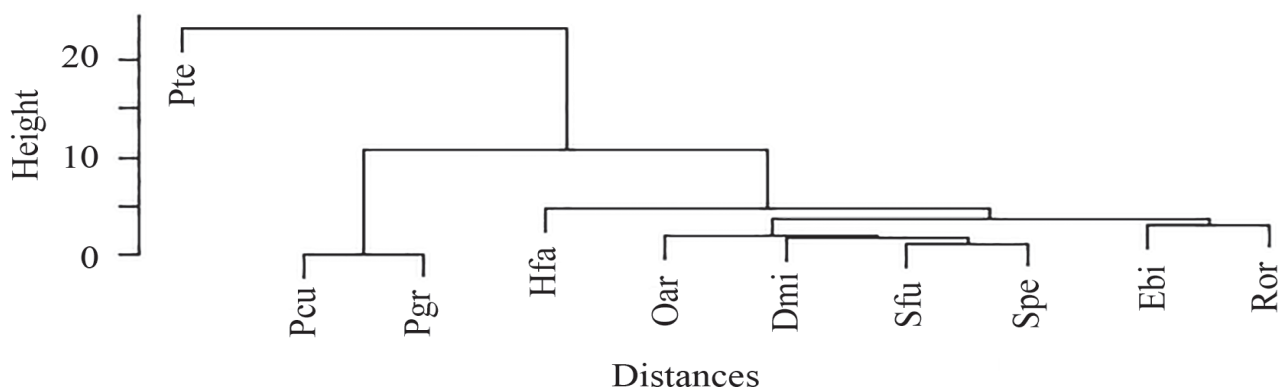 Height
20
10
0
Pte
Pcu
Pgr
Hfa
Oar
Dmi
Sfu
Spe
Ebi
Ror
Distances